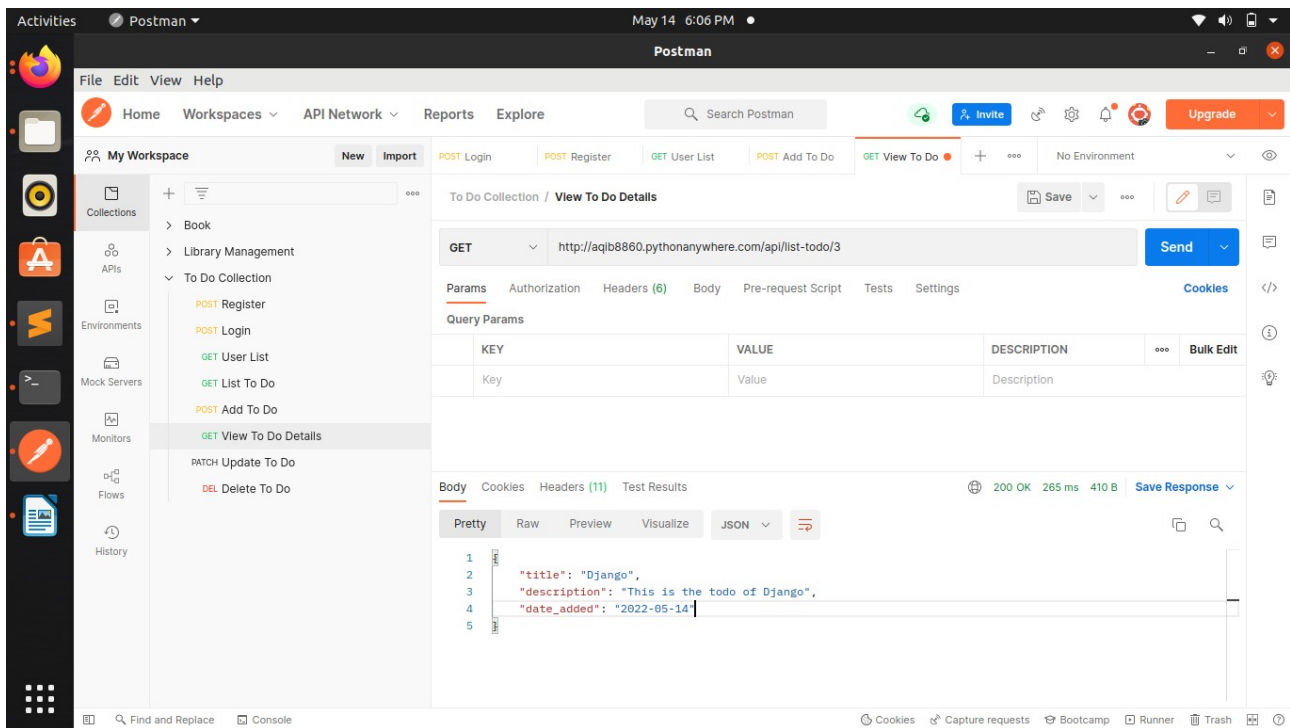 Activities Postman May 14 6:06 PM
Postman
File Edit View Help
Home Workspaces API Network Reports Explore Search Postman Invite Upgrade
My Workspace New Import POST Login POST Register GET User List POST Add To Do GET View To Do No Environment
Collections
APIs
Environments
Mock Servers
Monitors
Flows
History
Book
Library Management
To Do Collection
POST Register
POST Login
GET User List
GET List To Do
POST Add To Do
GET View To Do Details
PATCH Update To Do
DEL Delete To Do
To Do Collection / View To Do Details Save
GET http://aqib8860.pythonanywhere.com/api/list-todo/3 Send
Params Authorization Headers (6) Body Pre-request Script Tests Settings Cookies
Query Params
KEY VALUE DESCRIPTION Bulk Edit
Key Value Description
Body Cookies Headers (11) Test Results 200 OK 265 ms 410 B Save Response
Pretty Raw Preview Visualize JSON
1 {
2 "title": "Django",
3 "description": "This is the todo of Django",
4 "date_added": "2022-05-14"
5 }
Find and Replace Console Cookies Capture requests Bootcamp Runner Trash